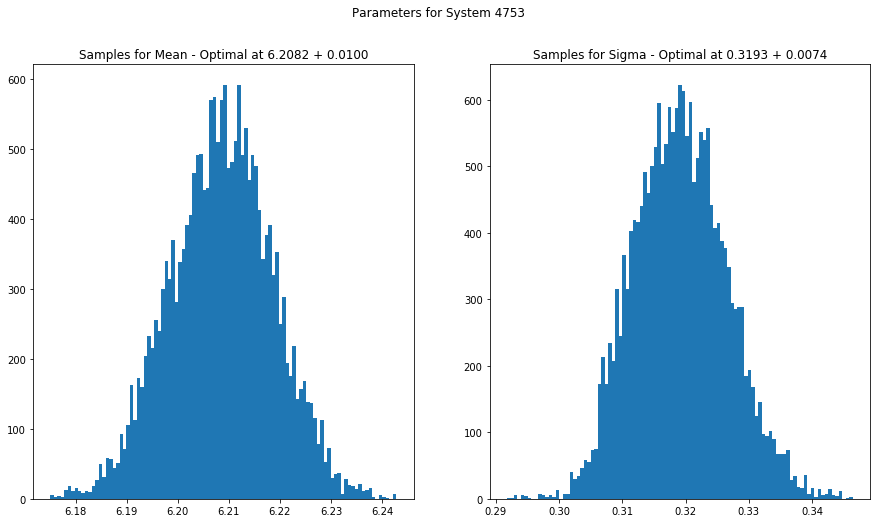 Parameters for System 4753
Samples for Mean - Optimal at 6.2082 + 0.0100
Samples for Sigma - Optimal at 0.3193 + 0.0074
600
500
400
300
200
100
0
6.18 6.19 6.20 6.21 6.22 6.23 6.24
600
500
400
300
200
100
0
0.29 0.30 0.31 0.32 0.33 0.34